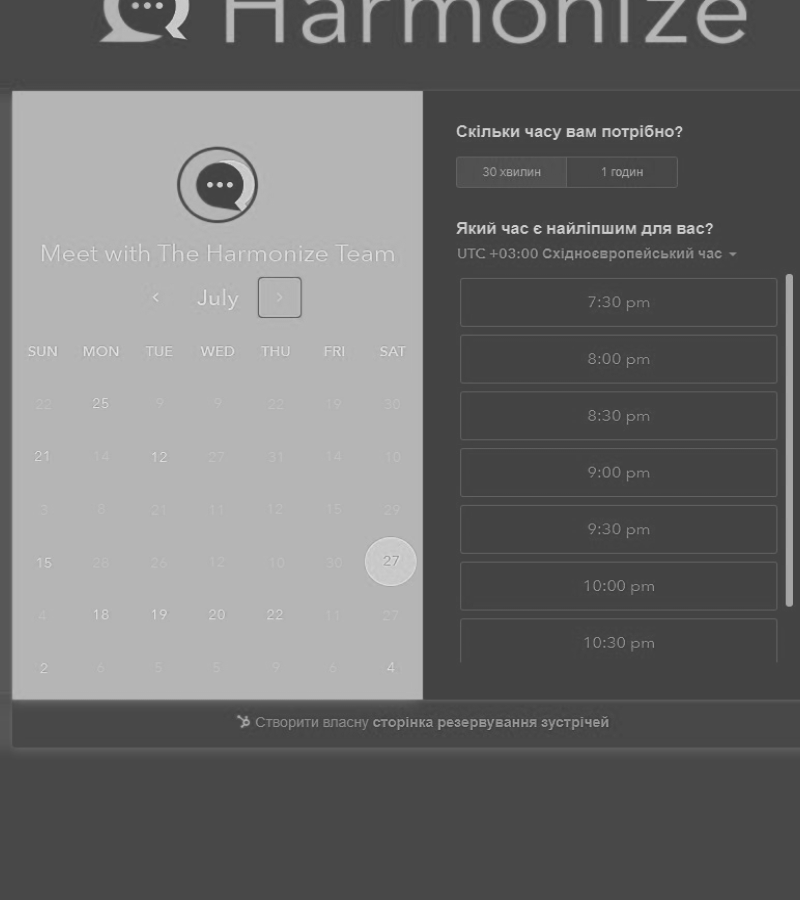 Harmonize
Meet with The Harmonize Team
July
SUN MON TUE WED THU FRI SAT
22 25 9 9 22 19 30
21 14 12 27 31 14 10
3 21 11 12 15 29
15 28 26 12 10 30 27
4 18 19 20 22 11 27
2 6 5 9 6 4
Скільки часу вам потрібно?
30 хвилин 1 годин
Який час є найліпшим для вас?
UTC +03:00 Східноєвропейський час
7:30 pm
8:00 pm
8:30 pm
9:00 pm
9:30 pm
10:00 pm
10:30 pm
Створити власну сторінка резервування зустрічей